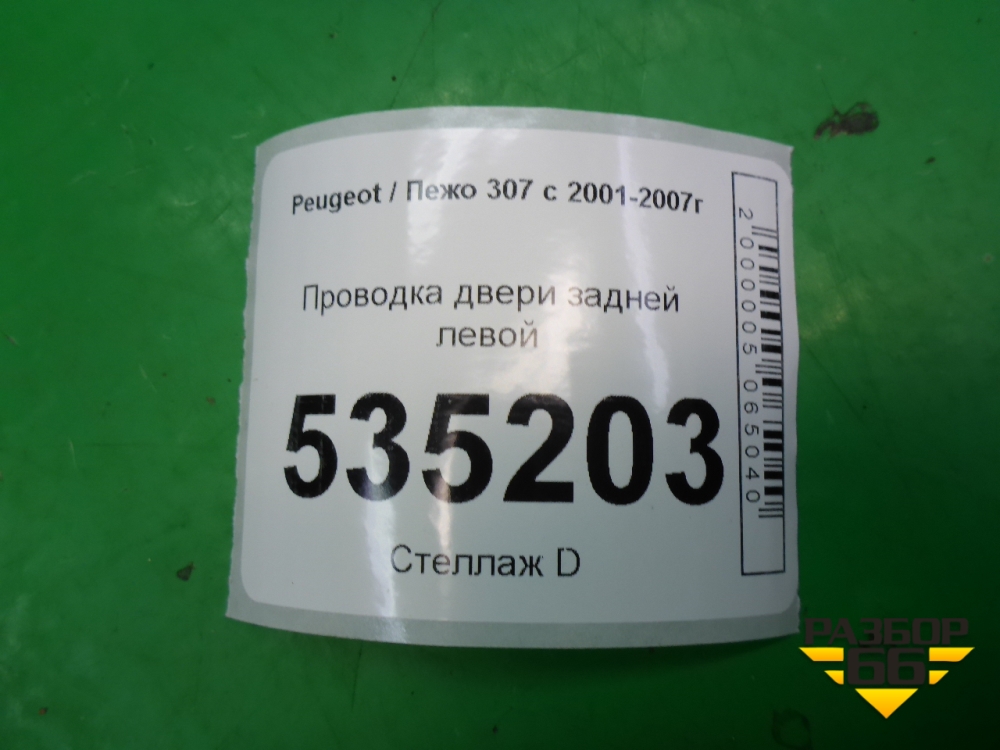 Peugeot / Пежо 307 с 2001-2007г
Проводка двери задней
левой
535203
Стеллаж D
2000005065040
РАЗБОР
66